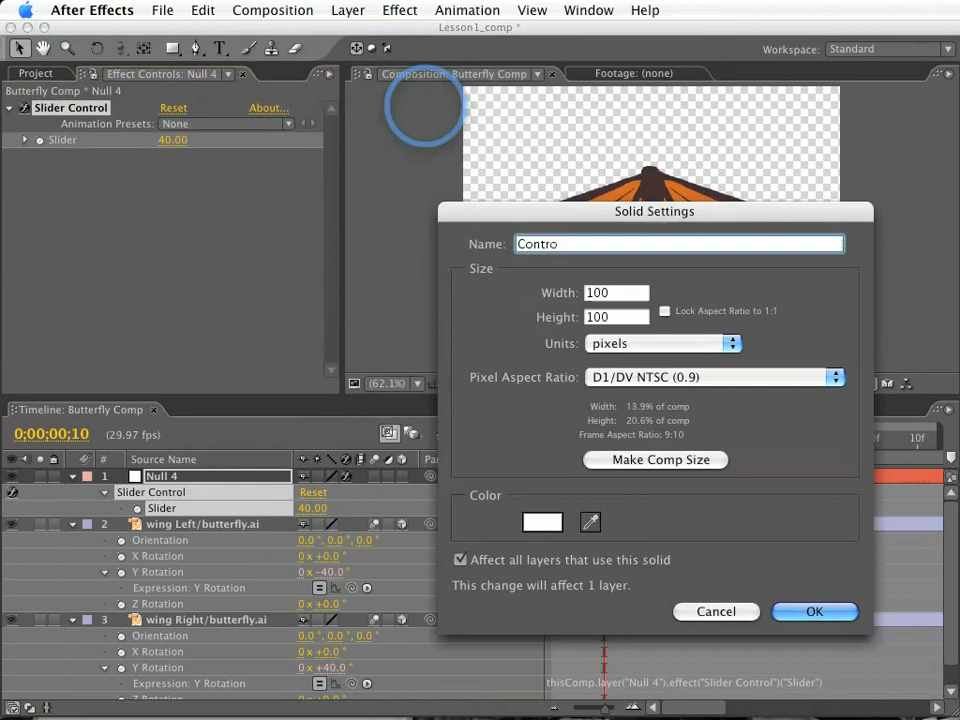 After Effects File Edit Composition Layer Effect Animation View Window Help
Lesson1_comp *
Workspace: Standard
Project Effect Controls: Null 4 Composition: Butterfly Comp Footage: (none)
Butterfly Comp * Null 4
Slider Control Reset About...
Animation Presets: None
Slider 40.00
Solid Settings
Name: Contro
Size
Width: 100
Height: 100
Lock Aspect Ratio to 1:1
Units: pixels
Pixel Aspect Ratio: D1/DV NTSC (0.9)
Width: 13.9% of comp
Height: 20.6% of comp
Frame Aspect Ratio: 9:10
Make Comp Size
Color
Affect all layers that use this solid
This change will affect 1 layer.
Cancel OK
(62.1%)
Timeline: Butterfly Comp
0;00;00;10 (29.97 fps)
10f
# Source Name
1 Null 4
Slider Control Reset
Slider 40.00
2 wing Left/butterfly.ai
Orientation 0.0°, 0.0°, 0.0°
X Rotation 0 x +0.0°
Y Rotation 0 x -40.0°
Expression: Y Rotation
Z Rotation 0 x +0.0°
3 wing Right/butterfly.ai
Orientation 0.0°, 0.0°, 0.0°
X Rotation 0 x +0.0°
Y Rotation 0 x +40.0°
Expression: Y Rotation thisComp.layer("Null 4").effect("Slider Control")("Slider")